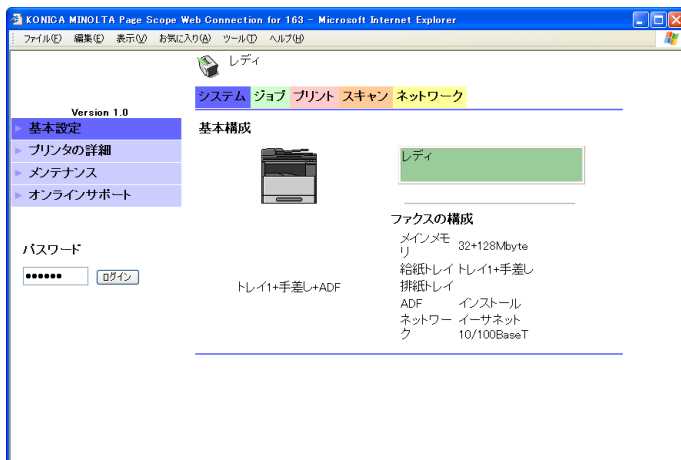 KONICA MINOLTA Page Scope Web Connection for 163 - Microsoft Internet Explorer
ファイル(F) 編集(E) 表示(V) お気に入り(A) ツール(T) ヘルプ(H)
レディ
システム ジョブ プリント スキャン ネットワーク
Version 1.0
基本設定
プリンタの詳細
メンテナンス
オンラインサポート
パスワード
●●●●●● ログイン
基本構成
レディ
トレイ1+手差し+ADF
ファクスの構成
メインメモ
リ 32+128Mbyte
給紙トレイ トレイ1+手差し
排紙トレイ
ADF インストール
ネットワー イーサネット
ク 10/100BaseT